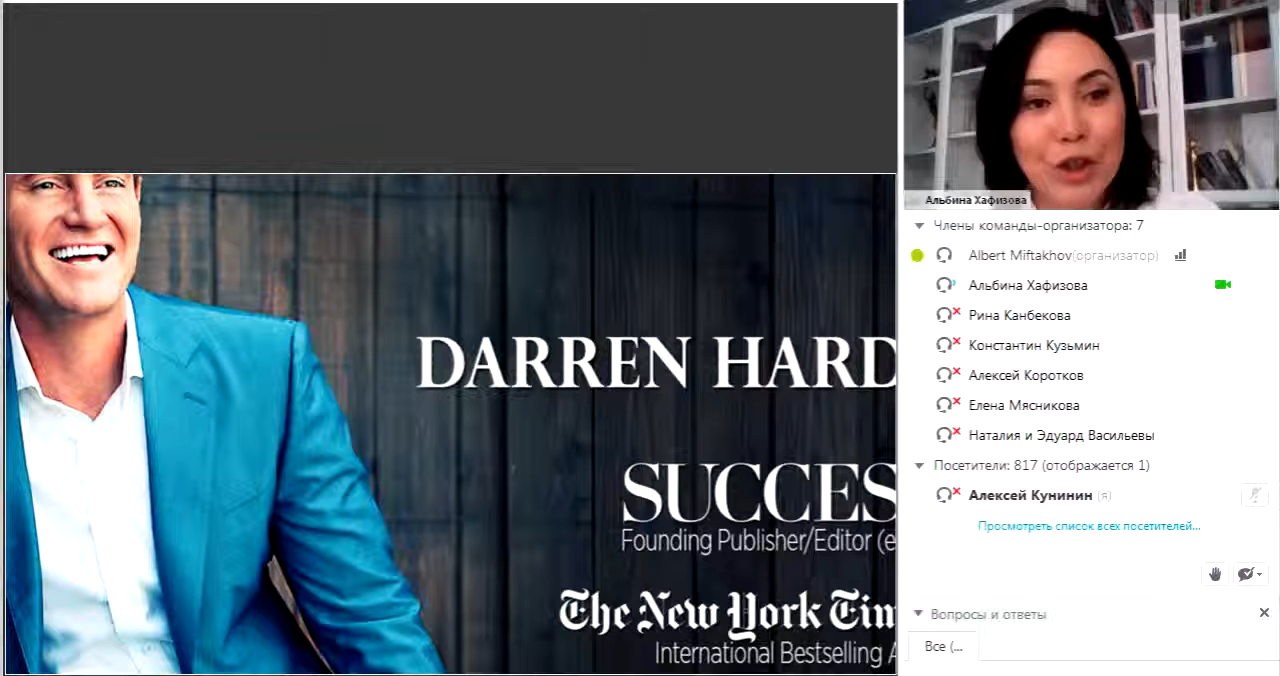 DARREN HARD
SUCCES
Founding Publisher/Editor (e
The New York Tim
International Bestselling A
Альбина Хафизова
Члены команды-организатора: 7
Albert Miftakhov(организатор)
Альбина Хафизова
Рина Канбекова
Константин Кузьмин
Алексей Коротков
Елена Мясникова
Наталия и Эдуард Васильевы
Посетители: 817 (отображается 1)
Алексей Кунинин (я)
Просмотреть список всех посетителей...
Вопросы и ответы
Все (...